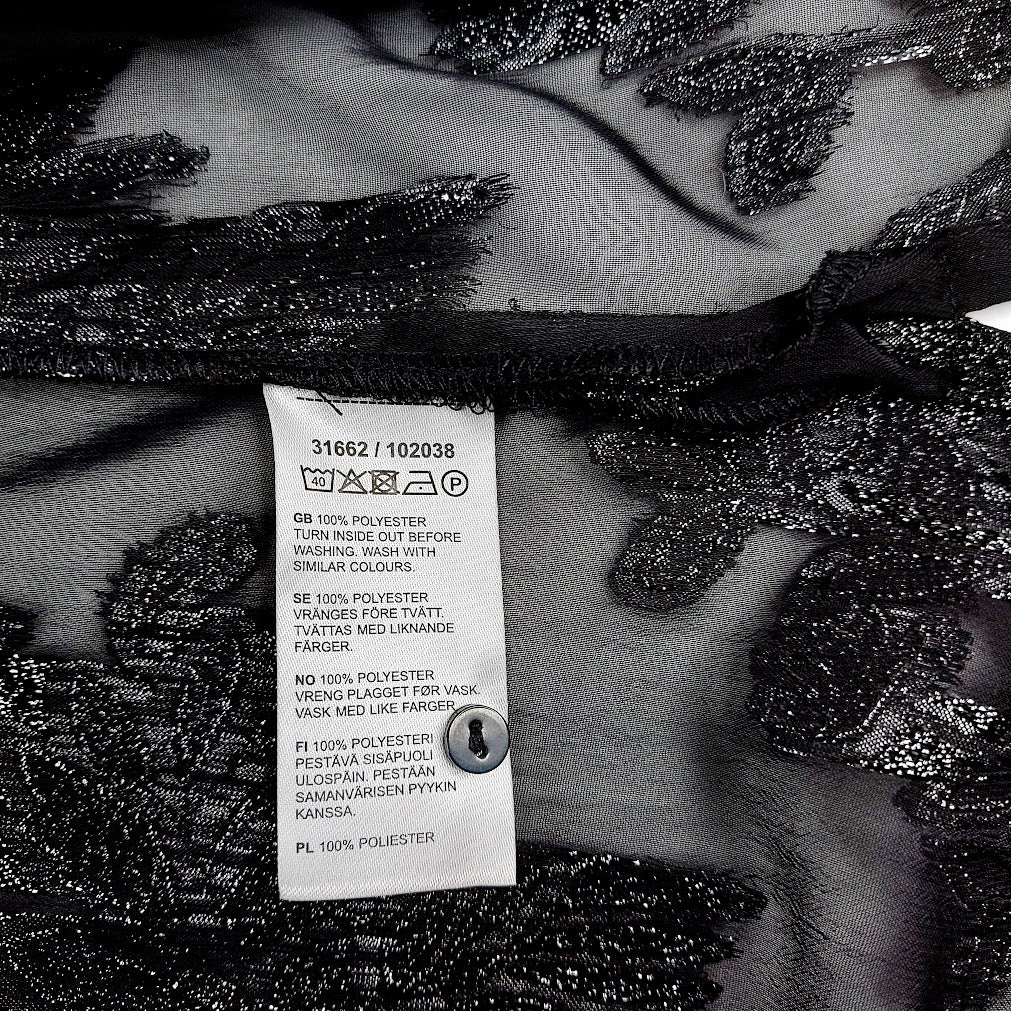 31662 / 102038
40 P
GB 100% POLYESTER
TURN INSIDE OUT BEFORE
WASHING. WASH WITH
SIMILAR COLOURS.
SE 100% POLYESTER
VRÄNGES FÖRE TVÄTT.
TVÄTTAS MED LIKNANDE
FÄRGER.
NO 100% POLYESTER
VRENG PLAGGET FØR VASK.
VASK MED LIKE FARGER
FI 100% POLYESTERI
PESTÄVÄ SISÄPUOLI
ULOSPÄIN. PESTÄÄN
SAMANVÄRISEN PYYKIN
KANSSA.
PL 100% POLIESTER